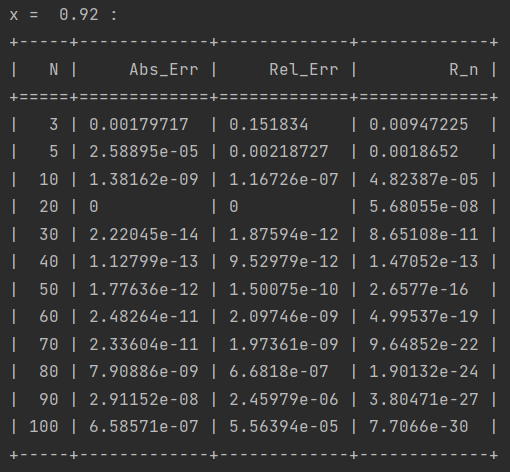 x =  0.92 :
+-----+-------------+-------------+-------------+
|   N |     Abs_Err |     Rel_Err |         R_n |
+=====+=============+=============+=============+
|   3 | 0.00179717  | 0.151834    | 0.00947225  |
|   5 | 2.58895e-05 | 0.00218727  | 0.0018652   |
|  10 | 1.38162e-09 | 1.16726e-07 | 4.82387e-05 |
|  20 | 0           | 0           | 5.68055e-08 |
|  30 | 2.22045e-14 | 1.87594e-12 | 8.65108e-11 |
|  40 | 1.12799e-13 | 9.52979e-12 | 1.47052e-13 |
|  50 | 1.77636e-12 | 1.50075e-10 | 2.6577e-16  |
|  60 | 2.48264e-11 | 2.09746e-09 | 4.99537e-19 |
|  70 | 2.33604e-11 | 1.97361e-09 | 9.64852e-22 |
|  80 | 7.90886e-09 | 6.6818e-07  | 1.90132e-24 |
|  90 | 2.91152e-08 | 2.45979e-06 | 3.80471e-27 |
| 100 | 6.58571e-07 | 5.56394e-05 | 7.7066e-30  |
+-----+-------------+-------------+-------------+